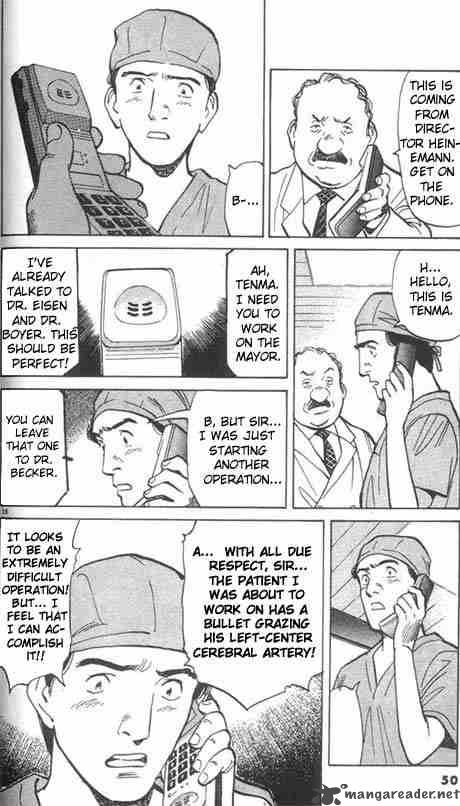 THIS IS
COMING
FROM
DIREC-
TOR HEIN-
EMANN.
GET ON
THE
PHONE.
B-...
H...
HELLO,
THIS IS
TENMA.
AH,
TENMA.
I NEED
YOU TO
WORK
ON THE
MAYOR.
I'VE
ALREADY
TALKED TO
DR. EISEN
AND DR.
BOYER. THIS
SHOULD BE
PERFECT!
B, BUT SIR...
I WAS JUST
STARTING
ANOTHER
OPERATION...
YOU CAN
LEAVE
THAT ONE
TO DR.
BECKER.
A... WITH ALL DUE
RESPECT, SIR...
THE PATIENT I
WAS ABOUT TO
WORK ON HAS A
BULLET GRAZING
HIS LEFT-CENTER
CEREBRAL ARTERY!
IT LOOKS
TO BE AN
EXTREMELY
DIFFICULT
OPERATION!
BUT... I
FEEL THAT
I CAN AC-
COMPLISH
IT!!
50
mangareader.net